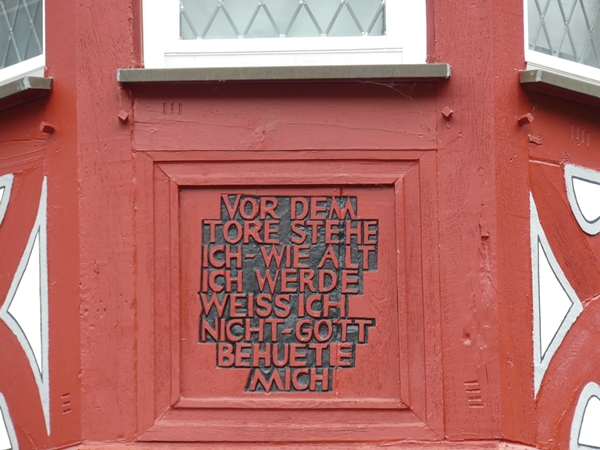 VOR DEM
TORE STEHE
ICH-WIE ALT
ICH WERDE
WEISS ICH
NICHT-GOTT
BEHUETE
MICH